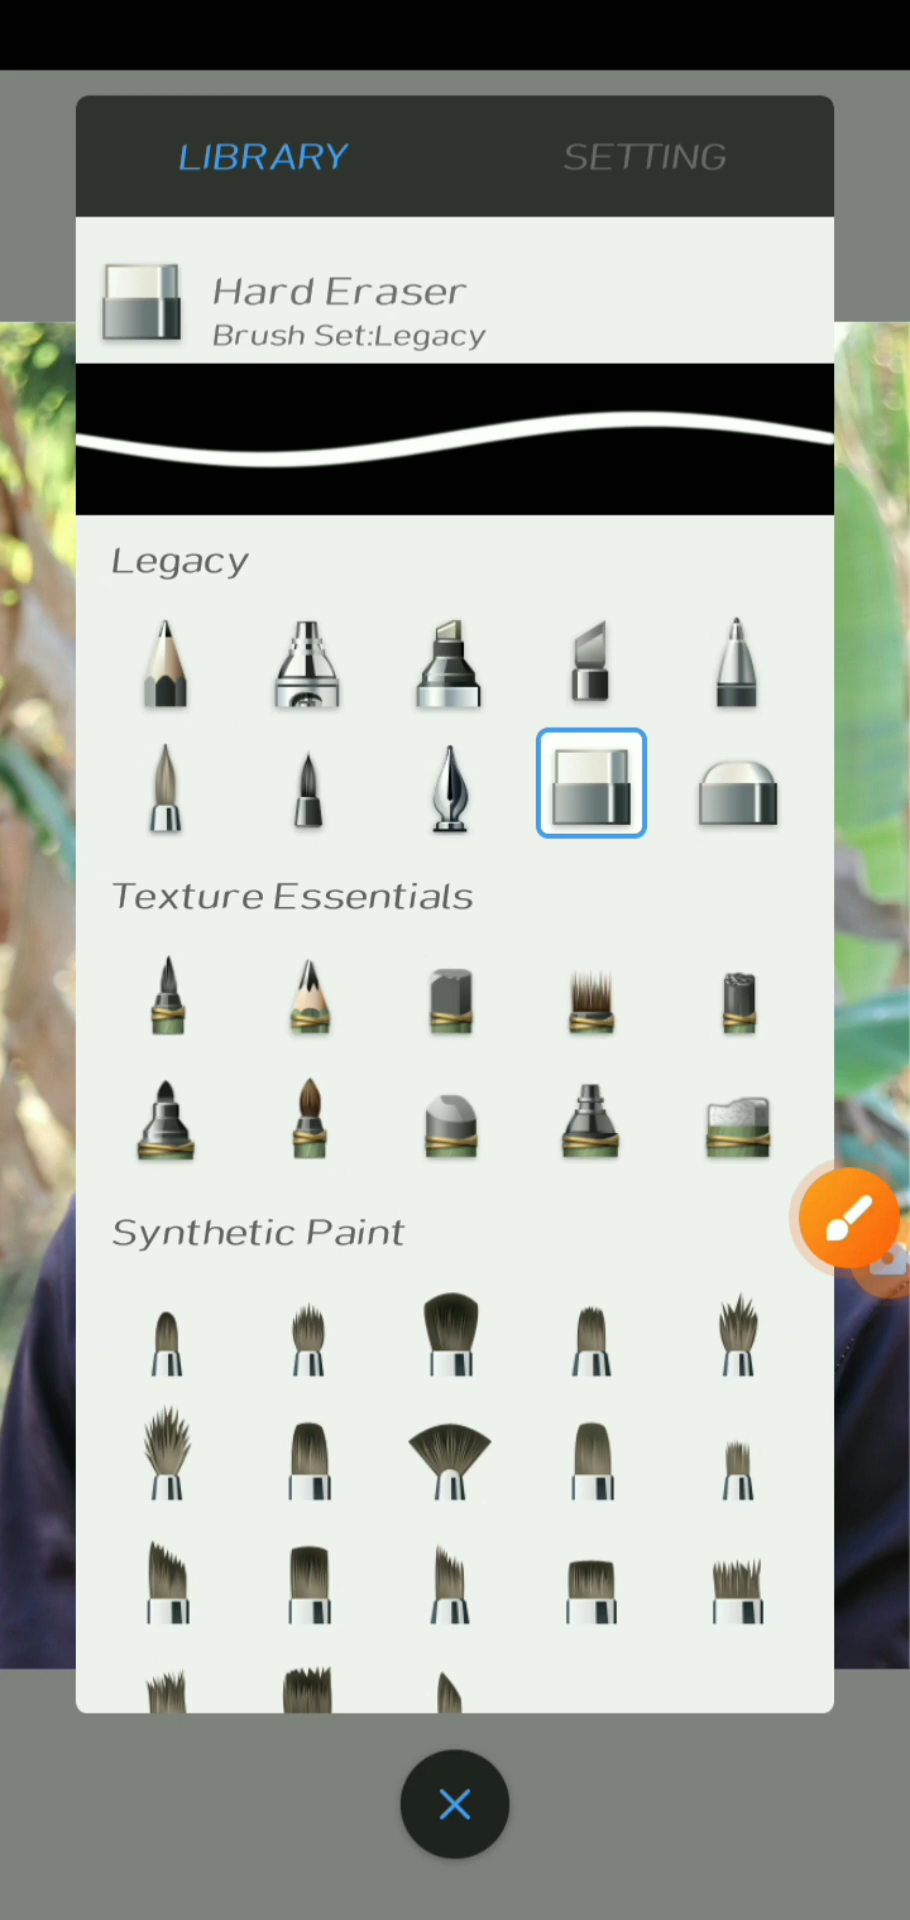 LIBRARY
SETTING
Hard Eraser
Brush Set:Legacy
Legacy
Texture Essentials
Synthetic Paint